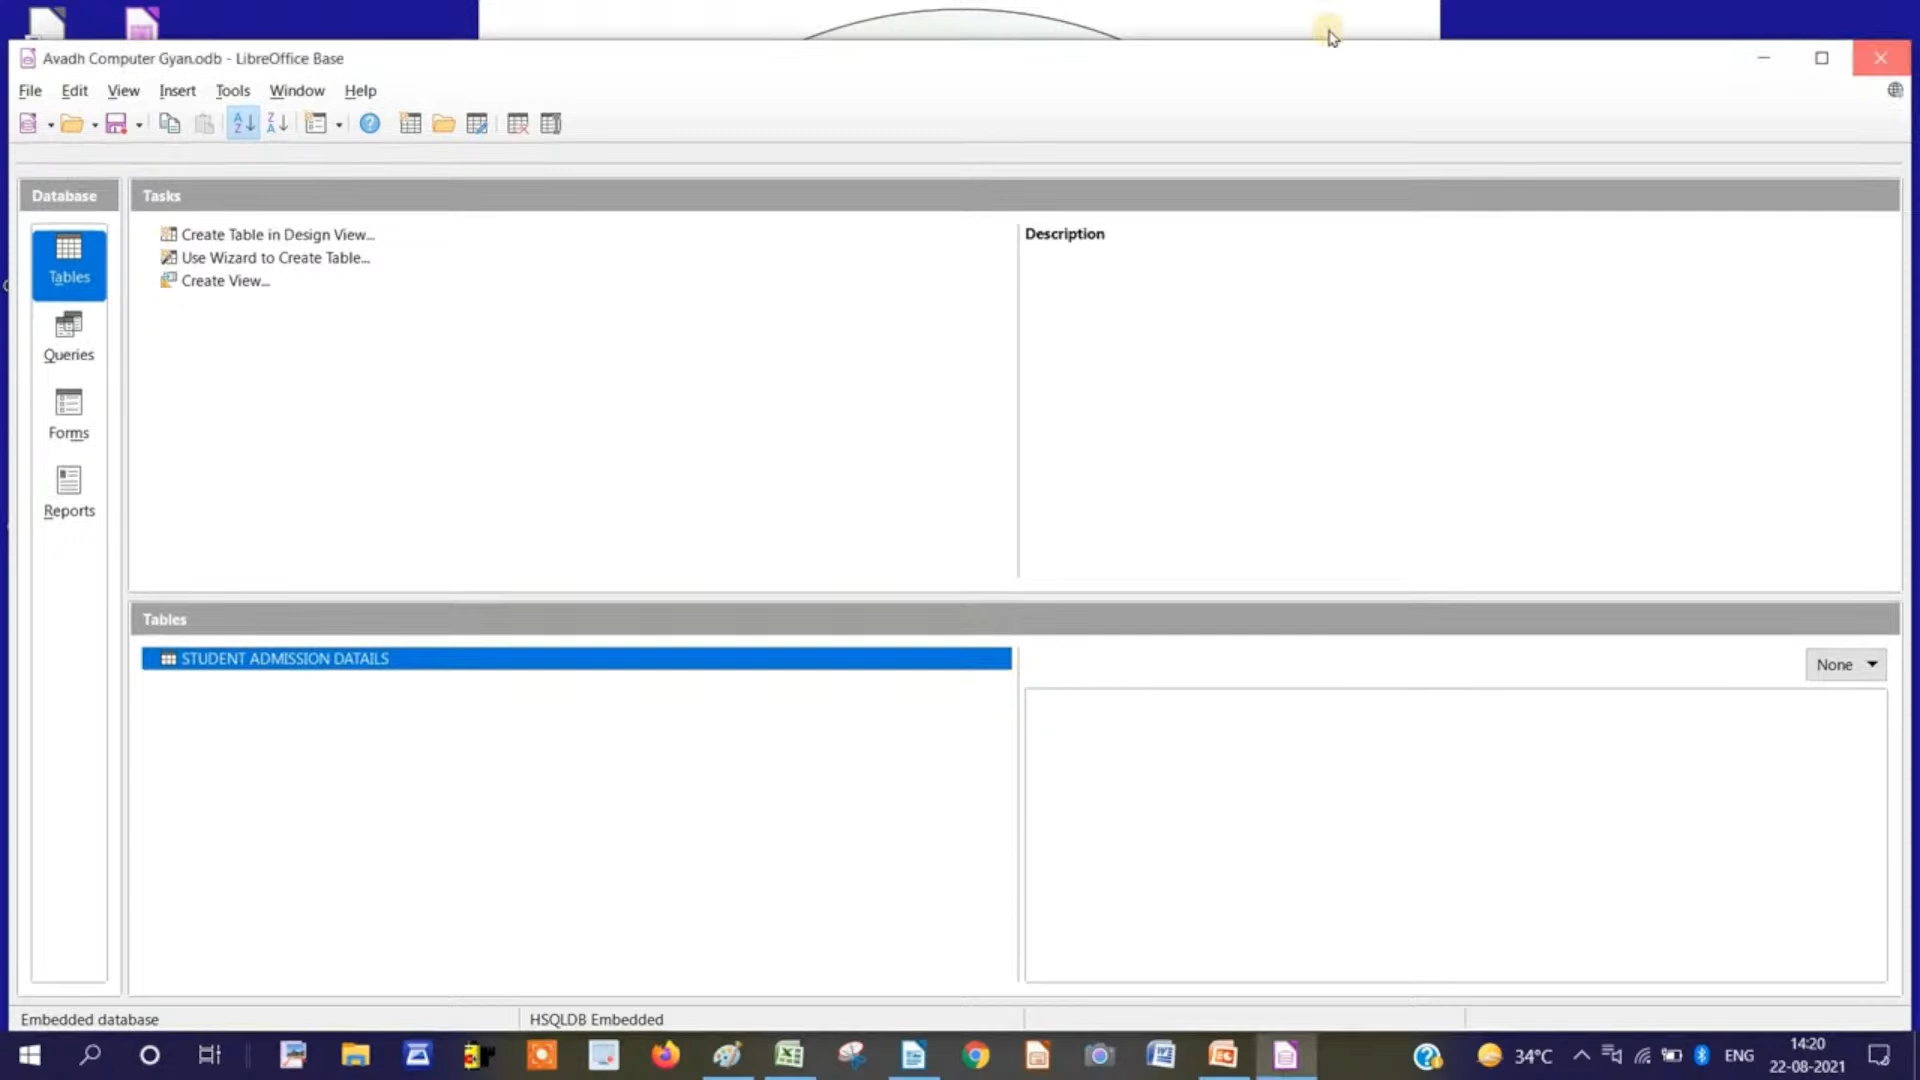 Avadh Computer Gyan.odb - LibreOffice Base
File Edit View Insert Tools Window Help
Database
Tasks
Tables
Queries
Forms
Reports
Create Table in Design View...
Use Wizard to Create Table...
Create View...
Description
Tables
STUDENT ADMISSION DATAILS
None
Embedded database
HSQLDB Embedded
34°C
ENG
14:20
22-08-2021